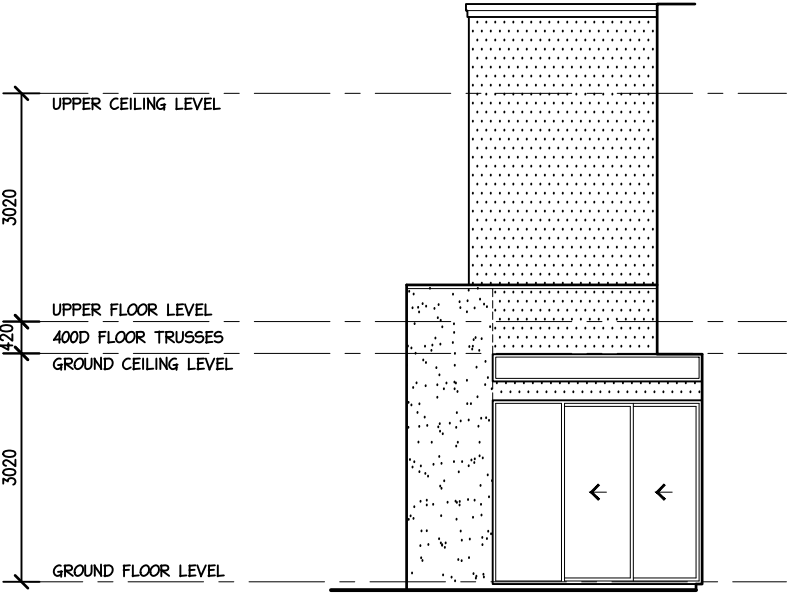 UPPER CEILING LEVEL
3020
UPPER FLOOR LEVEL
420
400D FLOOR TRUSSES
GROUND CEILING LEVEL
3020
GROUND FLOOR LEVEL